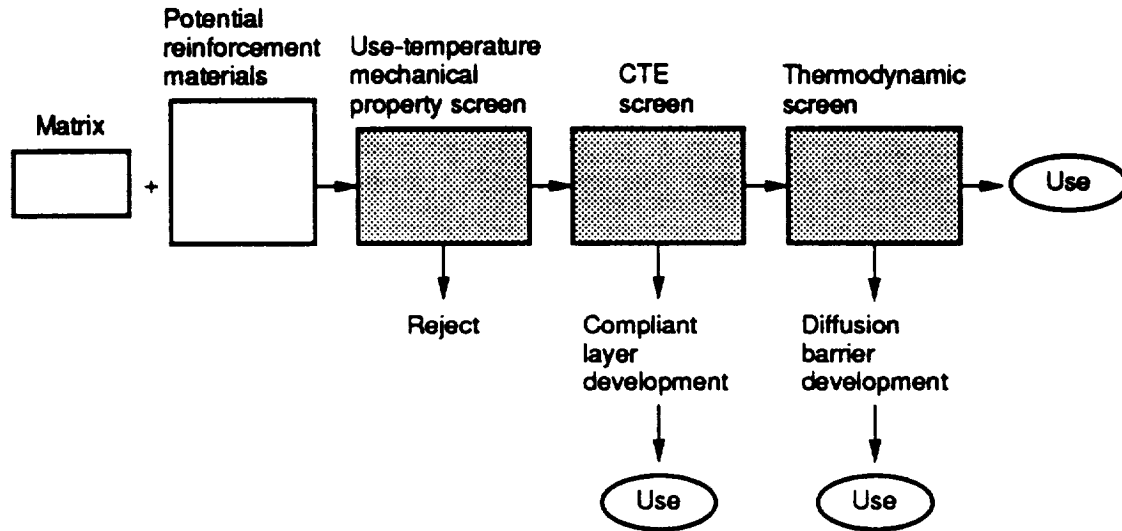 Potential
reinforcement
materials
Use-temperature
mechanical
property screen
CTE
screen
Thermodynamic
screen
Matrix
+
Use
Reject
Compliant
layer
development
Diffusion
barrier
development
Use
Use